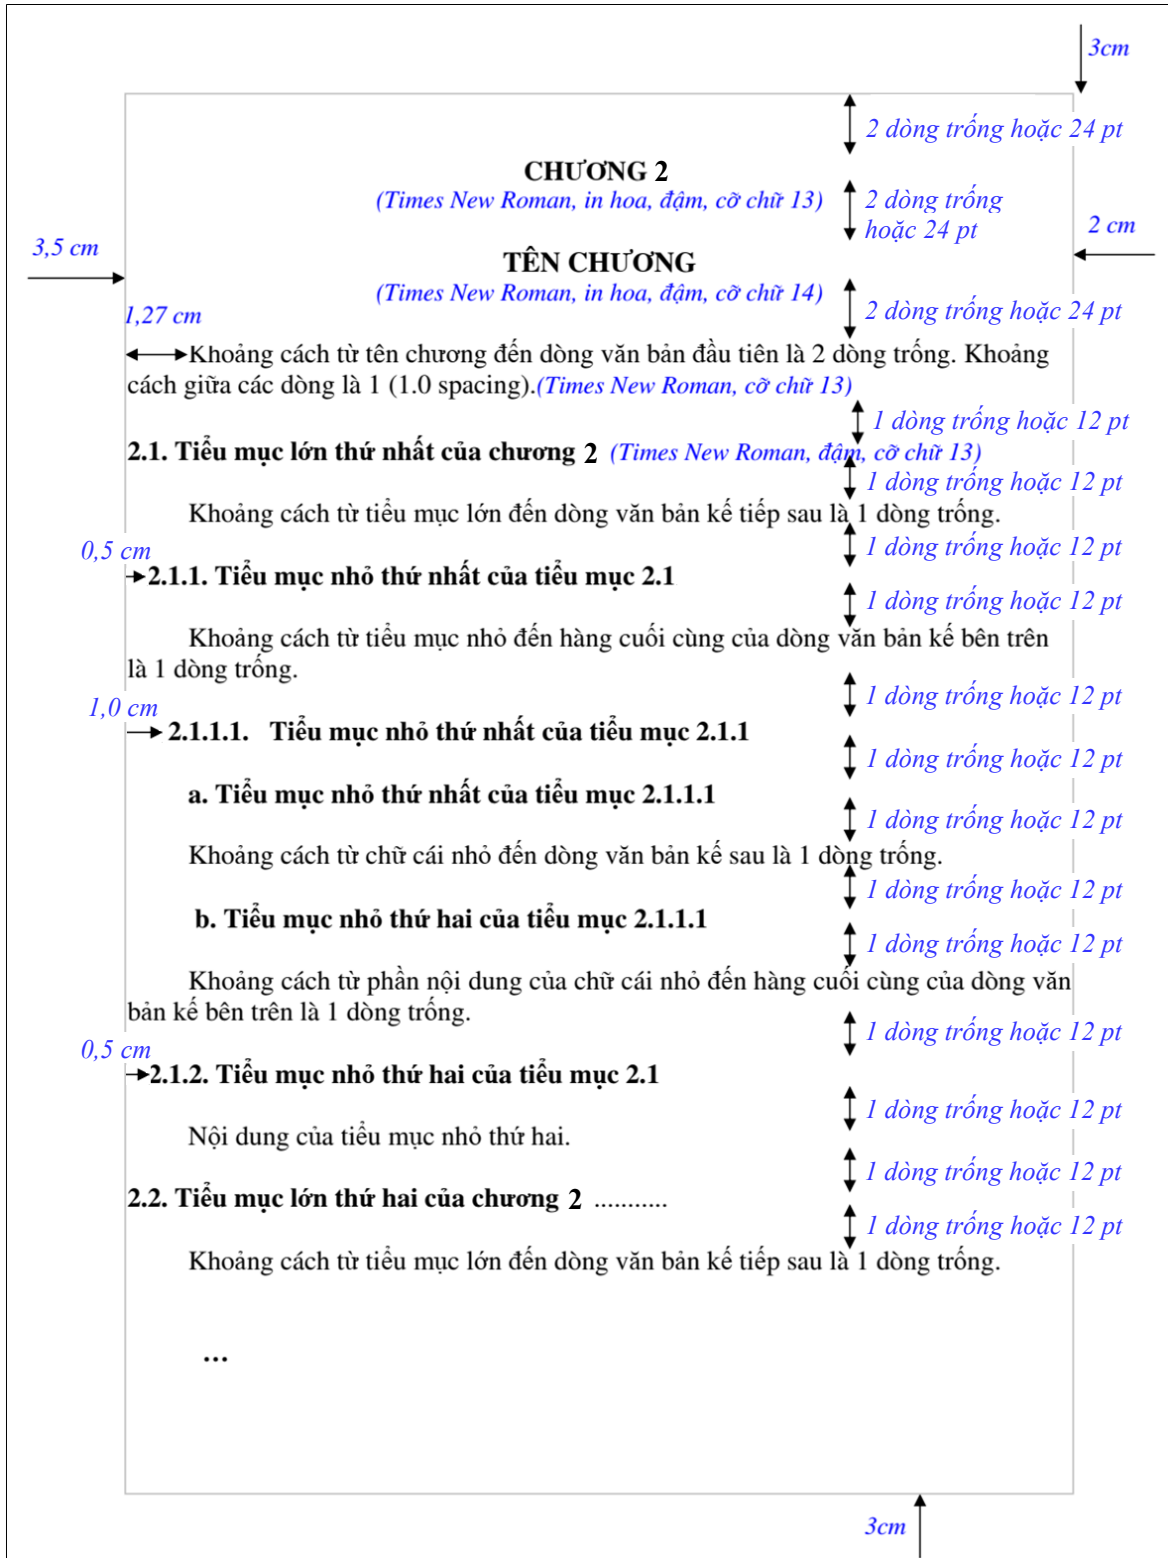 3cm
2 dòng trống hoặc 24 pt
CHƯƠNG 2
(Times New Roman, in hoa, đậm, cỡ chữ 13)
2 dòng trống
hoặc 24 pt
2 cm
3,5 cm
TÊN CHƯƠNG
(Times New Roman, in hoa, đậm, cỡ chữ 14)
2 dòng trống hoặc 24 pt
1,27 cm
Khoảng cách từ tên chương đến dòng văn bản đầu tiên là 2 dòng trống. Khoảng
cách giữa các dòng là 1 (1.0 spacing).(Times New Roman, cỡ chữ 13)
1 dòng trống hoặc 12 pt
2.1. Tiểu mục lớn thứ nhất của chương 2 (Times New Roman, đậm, cỡ chữ 13)
1 dòng trống hoặc 12 pt
Khoảng cách từ tiểu mục lớn đến dòng văn bản kế tiếp sau là 1 dòng trống.
1 dòng trống hoặc 12 pt
0,5 cm
2.1.1. Tiểu mục nhỏ thứ nhất của tiểu mục 2.1
1 dòng trống hoặc 12 pt
Khoảng cách từ tiểu mục nhỏ đến hàng cuối cùng của dòng văn bản kế bên trên
là 1 dòng trống.
1 dòng trống hoặc 12 pt
1,0 cm
2.1.1.1. Tiểu mục nhỏ thứ nhất của tiểu mục 2.1.1
1 dòng trống hoặc 12 pt
a. Tiểu mục nhỏ thứ nhất của tiểu mục 2.1.1.1
1 dòng trống hoặc 12 pt
Khoảng cách từ chữ cái nhỏ đến dòng văn bản kế sau là 1 dòng trống.
1 dòng trống hoặc 12 pt
b. Tiểu mục nhỏ thứ hai của tiểu mục 2.1.1.1
1 dòng trống hoặc 12 pt
Khoảng cách từ phần nội dung của chữ cái nhỏ đến hàng cuối cùng của dòng văn
bản kế bên trên là 1 dòng trống.
1 dòng trống hoặc 12 pt
0,5 cm
2.1.2. Tiểu mục nhỏ thứ hai của tiểu mục 2.1
1 dòng trống hoặc 12 pt
Nội dung của tiểu mục nhỏ thứ hai.
1 dòng trống hoặc 12 pt
2.2. Tiểu mục lớn thứ hai của chương 2 ...........
1 dòng trống hoặc 12 pt
Khoảng cách từ tiểu mục lớn đến dòng văn bản kế tiếp sau là 1 dòng trống.
...
3cm